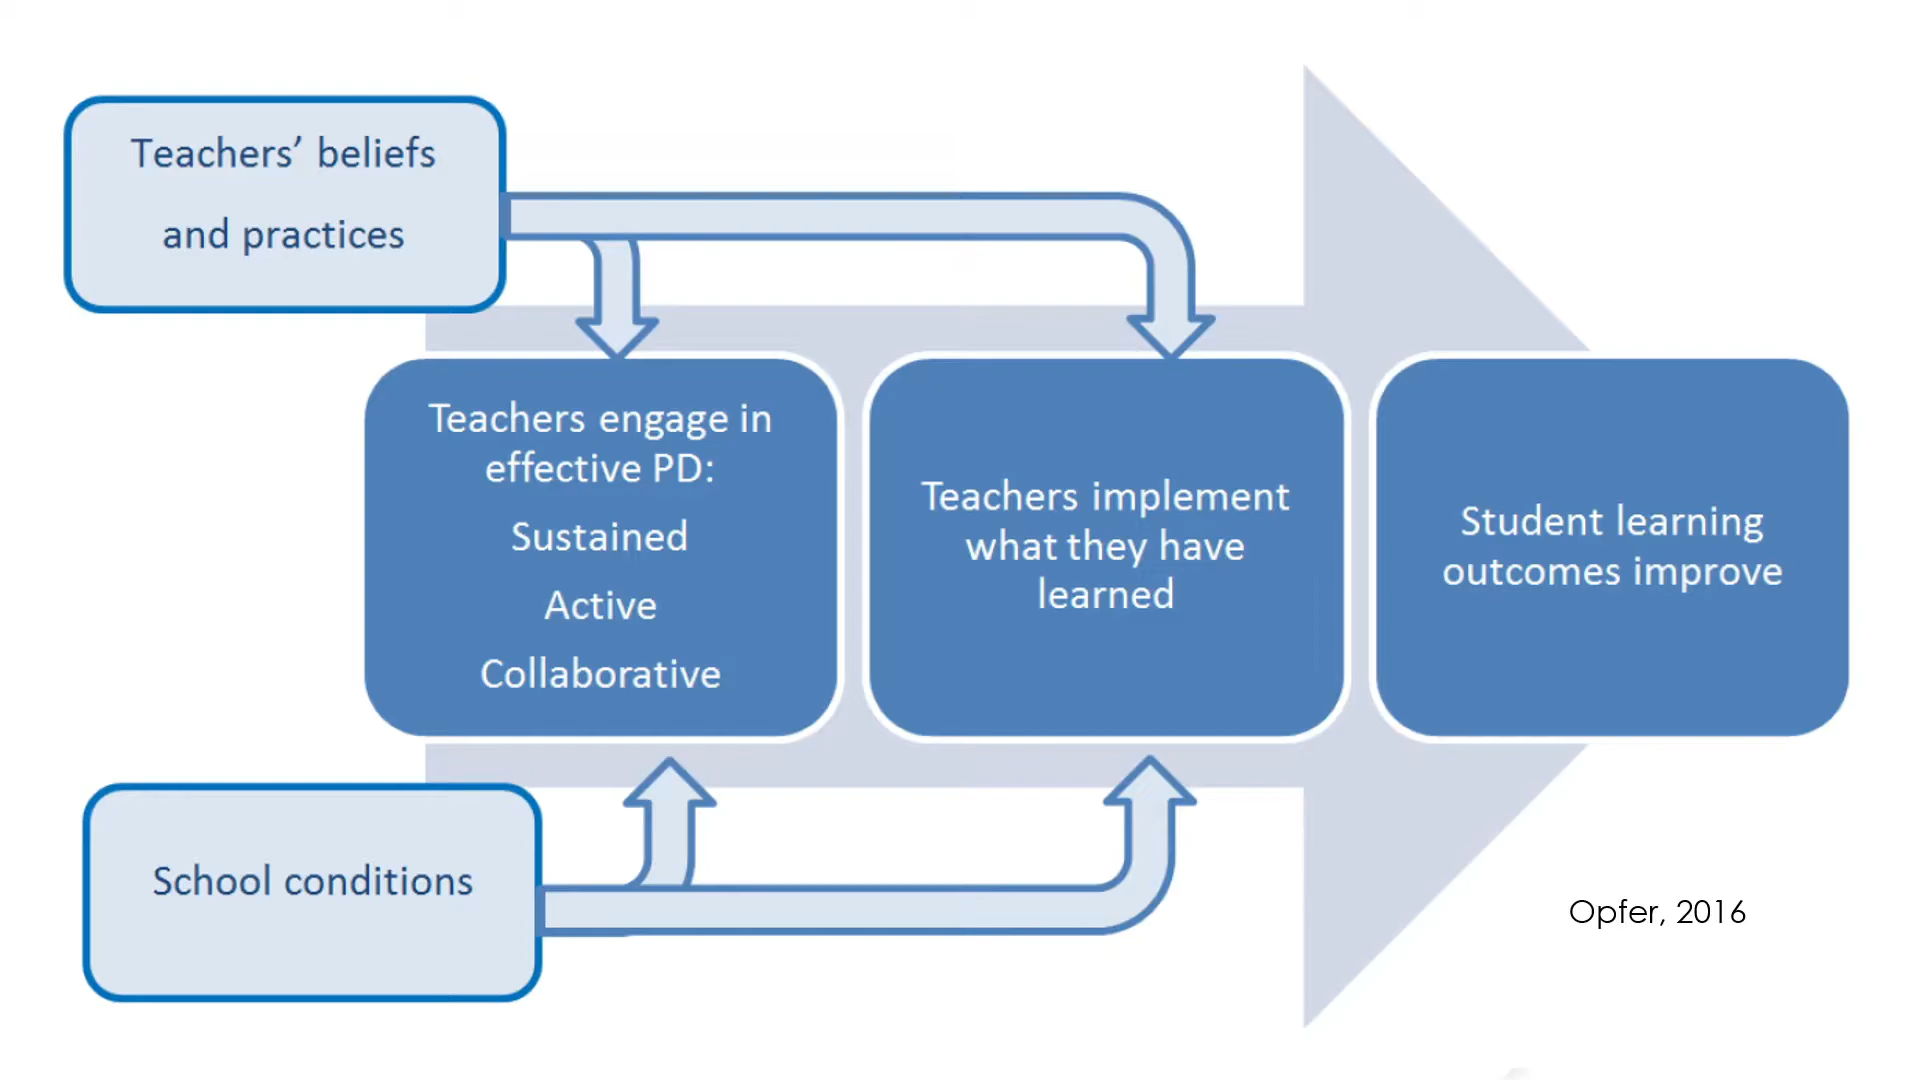 Teachers’ beliefs
and practices
Teachers engage in
effective PD:
Sustained
Active
Collaborative
Teachers implement
what they have
learned
Student learning
outcomes improve
School conditions
Opfer, 2016